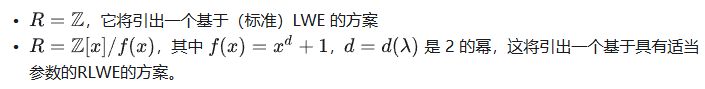 • R = ℤ，它将引出一个基于（标准）LWE 的方案
• R = ℤ[x]/f(x)，其中 f(x) = x^d + 1，d = d(λ) 是 2 的幂，这将引出一个基于具有适当
参数的RLWE的方案。